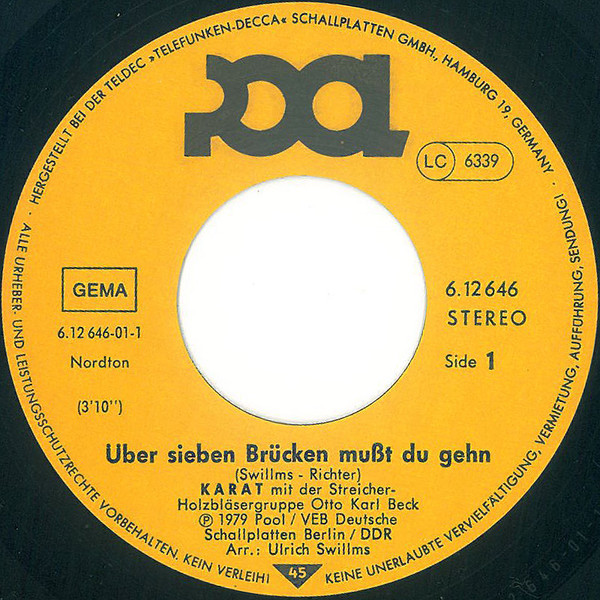 · HERGESTELLT BEI DER TELDEC »TELEFUNKEN-DECCA« SCHALLPLATTEN GMBH., HAMBURG 19, GERMANY ·
pool
LC 6339
GEMA
6.12 646-01-1
Nordton
(3'10'')
6.12646
STEREO
Side 1
Uber sieben Brücken mußt du gehn
(Swillms - Richter)
KARAT mit der Streicher-
Holzbläsergruppe Otto Karl Beck
Ⓟ 1979 Pool / VEB Deutsche
Schallplatten Berlin / DDR
Arr.: Ulrich Swillms
ALLE URHEBER- UND LEISTUNGSSCHUTZRECHTE VORBEHALTEN. KEIN VERLEIH! KEINE UNERLAUBTE VERVIELFÄLTIGUNG, VERMIETUNG, AUFFÜHRUNG, SENDUNG!
45